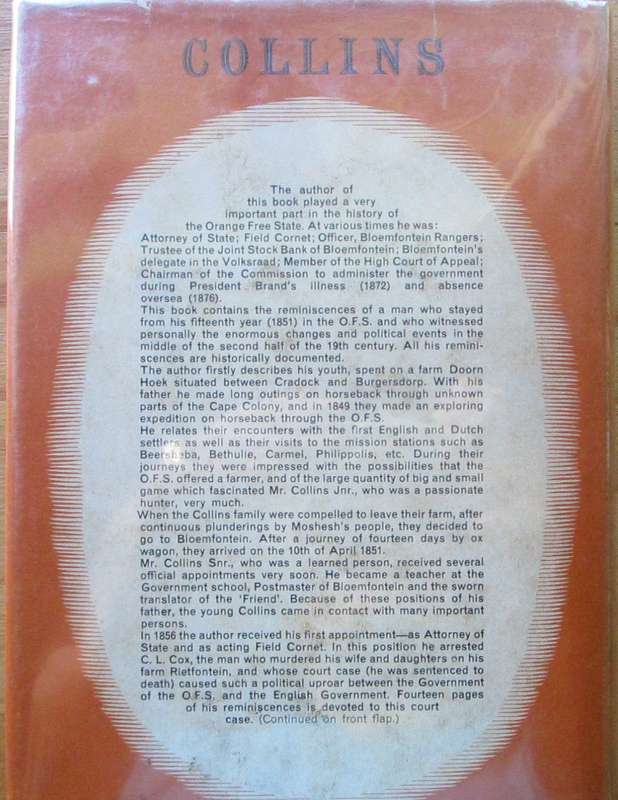 COLLINS
The author of
this book played a very
important part in the history of
the Orange Free State. At various times he was:
Attorney of State; Field Cornet; Officer, Bloemfontein Rangers;
Trustee of the Joint Stock Bank of Bloemfontein; Bloemfontein's
delegate in the Volksraad; Member of the High Court of Appeal;
Chairman of the Commission to administer the government
during President Brand's illness (1872) and absence
oversea (1876).
This book contains the reminiscences of a man who stayed
from his fifteenth year (1851) in the O.F.S. and who witnessed
personally the enormous changes and political events in the
middle of the second half of the 19th century. All his remini-
scences are historically documented.
The author firstly describes his youth, spent on a farm Doorn
Hoek situated between Cradock and Burgersdorp. With his
father he made long outings on horseback through unknown
parts of the Cape Colony, and in 1849 they made an exploring
expedition on horseback through the O.F.S.
He relates their encounters with the first English and Dutch
settlers as well as their visits to the mission stations such as
Beersheba, Bethulie, Carmel, Philippolis, etc. During their
journeys they were impressed with the possibilities that the
O.F.S. offered a farmer, and of the large quantity of big and small
game which fascinated Mr. Collins Jnr., who was a passionate
hunter, very much.
When the Collins family were compelled to leave their farm, after
continuous plunderings by Moshesh's people, they decided to
go to Bloemfontein. After a journey of fourteen days by ox
wagon, they arrived on the 10th of April 1851.
Mr. Collins Snr., who was a learned person, received several
official appointments very soon. He became a teacher at the
Government school, Postmaster of Bloemfontein and the sworn
translator of the 'Friend'. Because of these positions of his
father, the young Collins came in contact with many important
persons.
In 1856 the author received his first appointment—as Attorney of
State and as acting Field Cornet. In this position he arrested
C. L. Cox, the man who murdered his wife and daughters on his
farm Rietfontein, and whose court case (he was sentenced to
death) caused such a political uproar between the Government
of the O.F.S. and the English Government. Fourteen pages
of his reminiscences is devoted to this court
case. (Continued on front flap.)